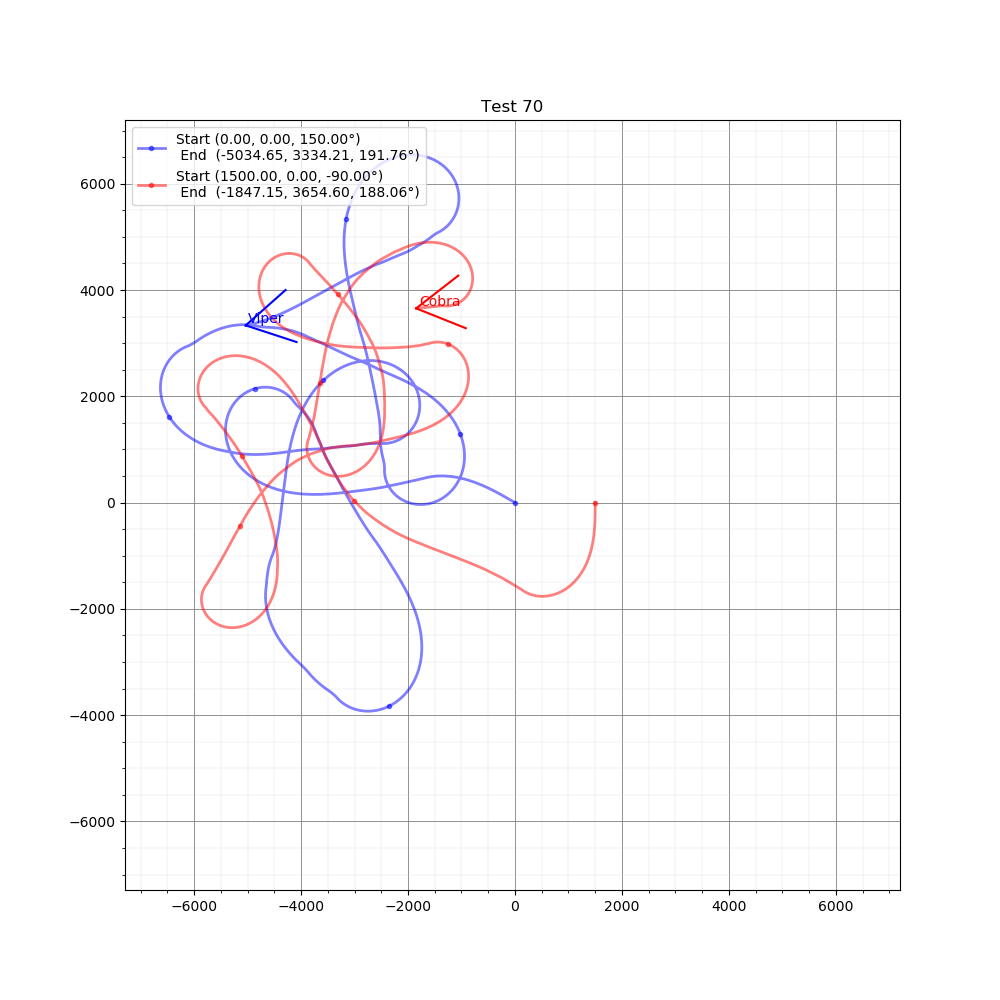 Test 70
Start (0.00, 0.00, 150.00°)
End (-5034.65, 3334.21, 191.76°)
Start (1500.00, 0.00, -90.00°)
End (-1847.15, 3654.60, 188.06°)
6000
4000
2000
0
−2000
−4000
−6000
Cobra
Viper
−6000 −4000 −2000 0 2000 4000 6000